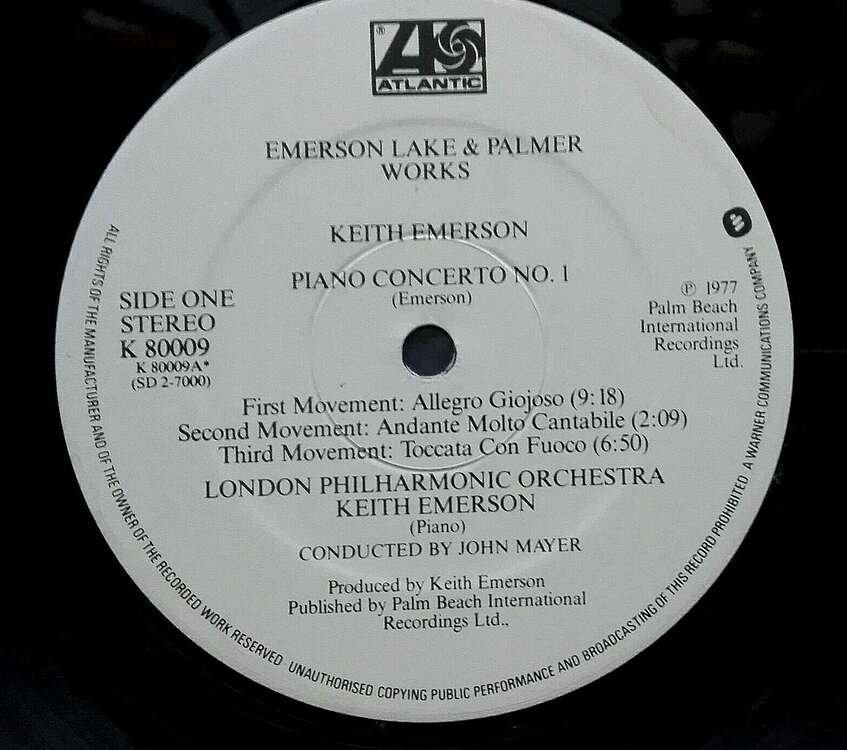 ATLANTIC
EMERSON LAKE & PALMER
WORKS
KEITH EMERSON
PIANO CONCERTO NO. 1
(Emerson)
SIDE ONE
STEREO
K 80009
K 80009A*
(SD 2-7000)
℗ 1977
Palm Beach
International
Recordings
Ltd.
First Movement: Allegro Giojoso (9:18)
Second Movement: Andante Molto Cantabile (2:09)
Third Movement: Toccata Con Fuoco (6:50)
LONDON PHILHARMONIC ORCHESTRA
KEITH EMERSON
(Piano)
CONDUCTED BY JOHN MAYER
Produced by Keith Emerson
Published by Palm Beach International
Recordings Ltd.,
ALL RIGHTS OF THE MANUFACTURER AND OF THE OWNER OF THE RECORDED WORK RESERVED UNAUTHORISED COPYING PUBLIC PERFORMANCE AND BROADCASTING OF THIS RECORD PROHIBITED A WARNER COMMUNICATIONS COMPANY